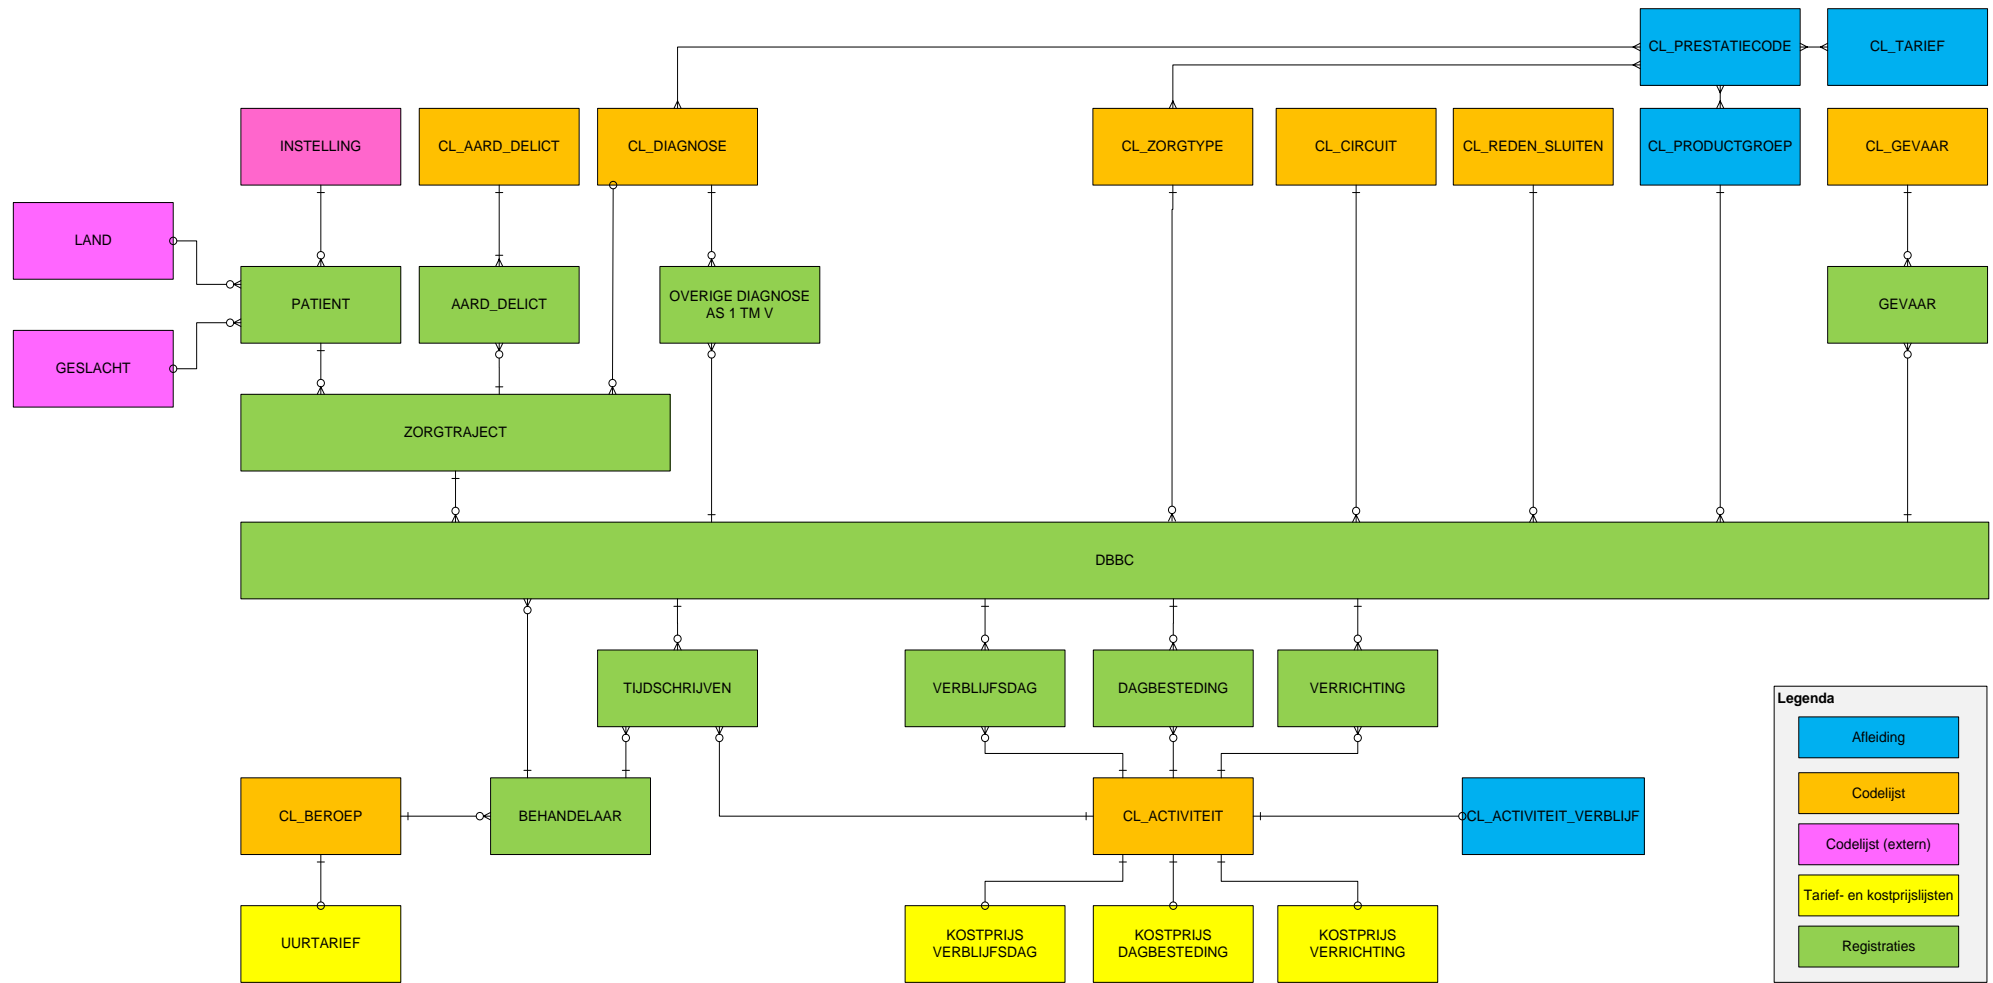 CL_PRESTATIECODE
CL_TARIEF
INSTELLING
CL_AARD_DELICT
CL_DIAGNOSE
CL_ZORGTYPE
CL_CIRCUIT
CL_REDEN_SLUITEN
CL_PRODUCTGROEP
CL_GEVAAR
LAND
PATIENT
AARD_DELICT
OVERIGE DIAGNOSE
AS 1 TM V
GEVAAR
GESLACHT
ZORGTRAJECT
DBBC
TIJDSCHRIJVEN
VERBLIJFSDAG
DAGBESTEDING
VERRICHTING
CL_BEROEP
BEHANDELAAR
CL_ACTIVITEIT
CL_ACTIVITEIT_VERBLIJF
UURTARIEF
KOSTPRIJS
VERBLIJFSDAG
KOSTPRIJS
DAGBESTEDING
KOSTPRIJS
VERRICHTING
Legenda
Afleiding
Codelijst
Codelijst (extern)
Tarief- en kostprijslijsten
Registraties